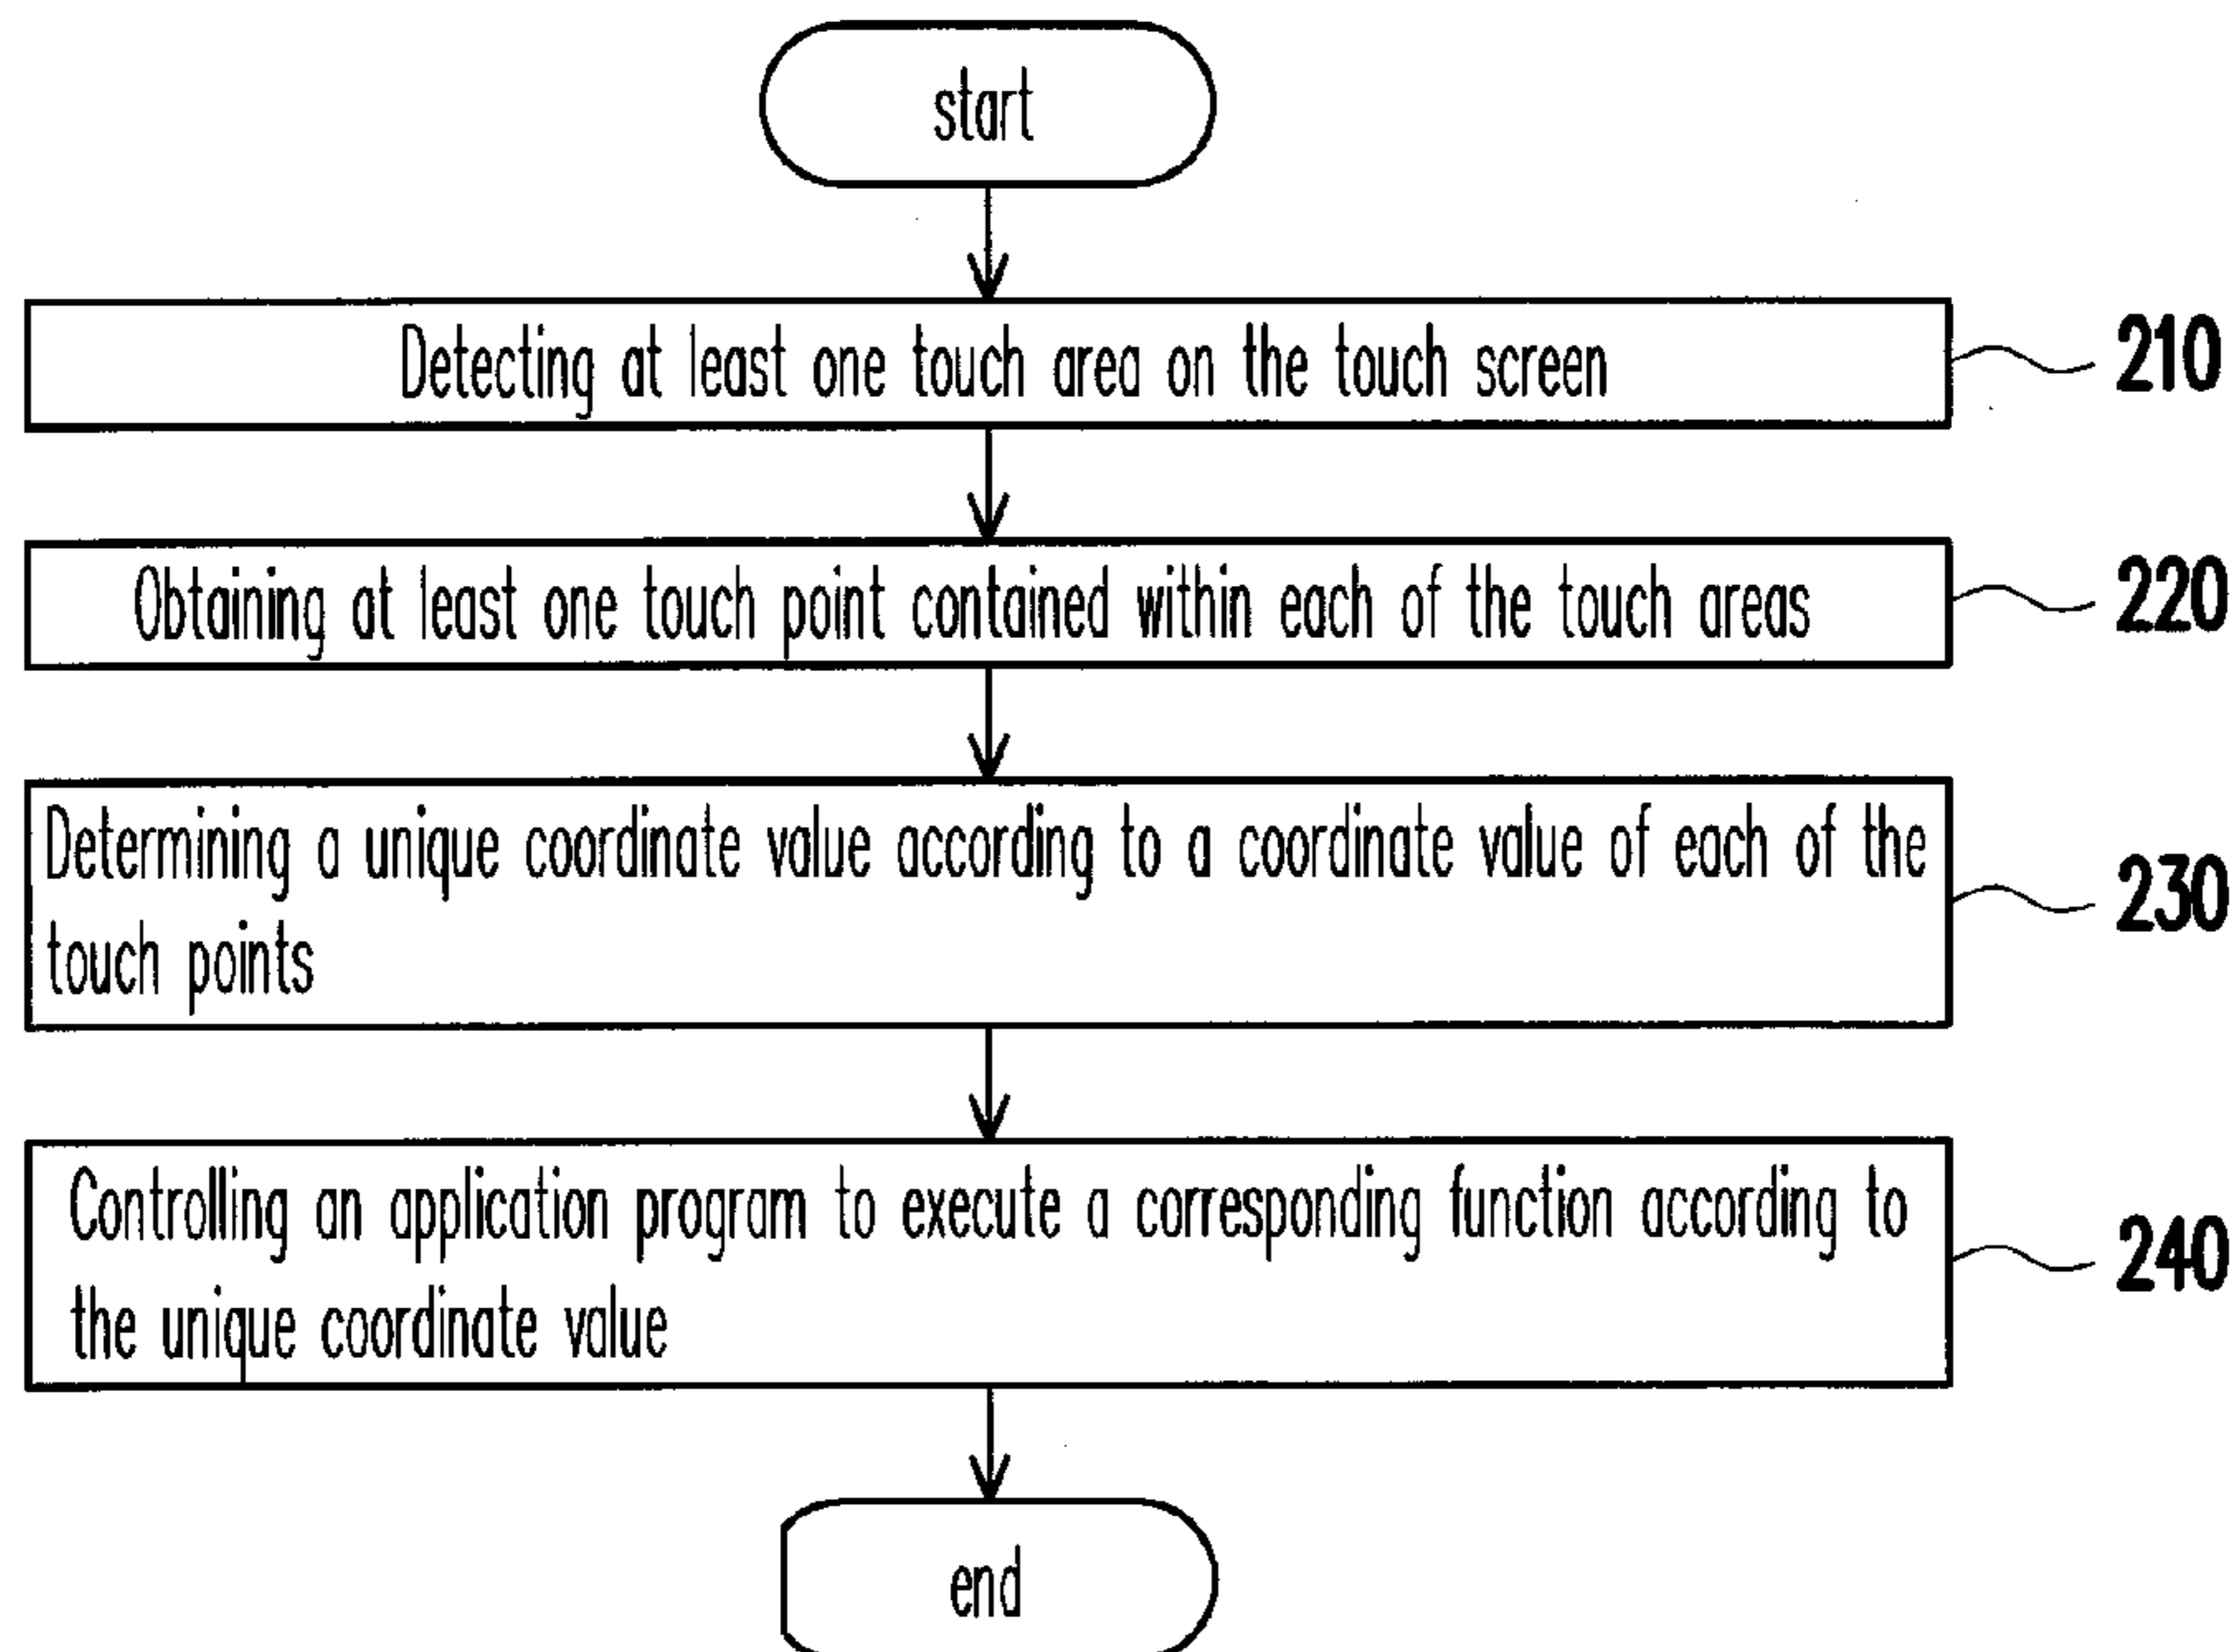 start
Detecting at least one touch area on the touch screen
210
Obtaining at least one touch point contained within each of the touch areas
220
Determining a unique coordinate value according to a coordinate value of each of the
touch points
230
Controlling an application program to execute a corresponding function according to
the unique coordinate value
240
end